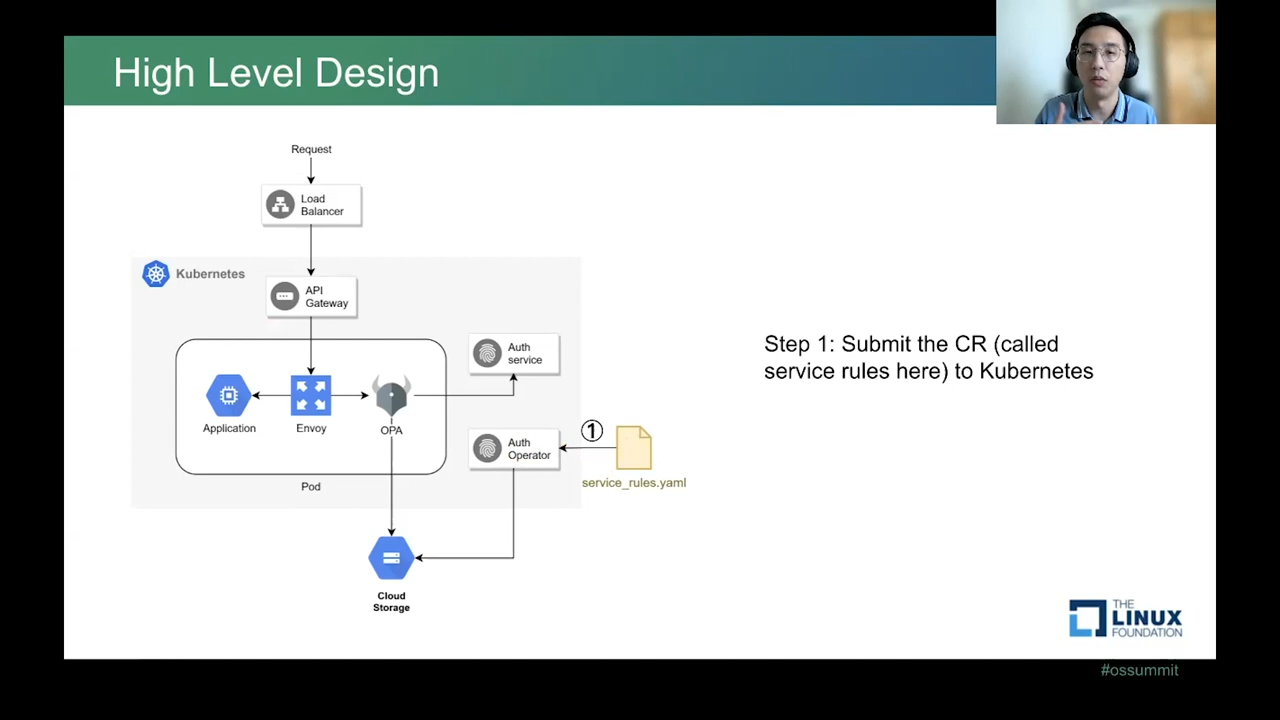 High Level Design
Request
Load
Balancer
Kubernetes
API
Gateway
Auth
service
Step 1: Submit the CR (called
service rules here) to Kubernetes
Application
Envoy
OPA
①
Auth
Operator
service_rules.yaml
Pod
Cloud
Storage
THE
LINUX
FOUNDATION
#ossummit